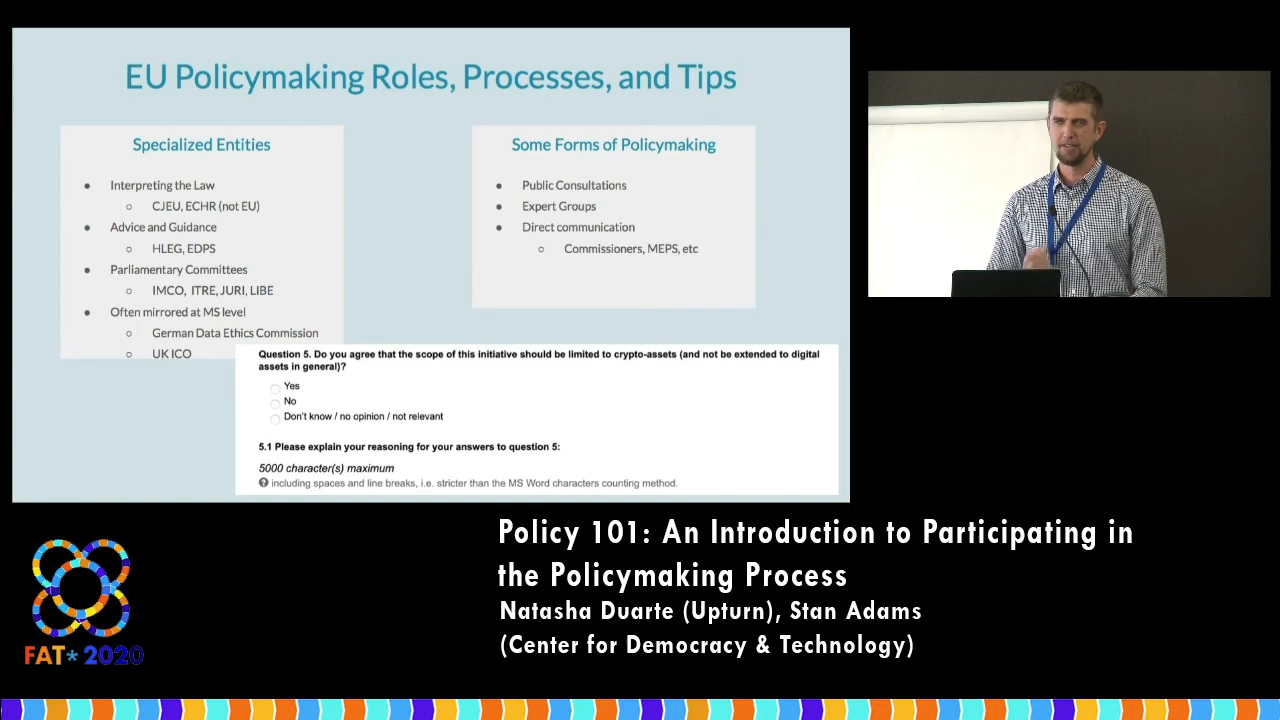 EU Policymaking Roles, Processes, and Tips
Specialized Entities
● Interpreting the Law
○ CJEU, ECHR (not EU)
● Advice and Guidance
○ HLEG, EDPS
● Parliamentary Committees
○ IMCO, ITRE, JURI, LIBE
● Often mirrored at MS level
○ German Data Ethics Commission
○ UK ICO
Some Forms of Policymaking
● Public Consultations
● Expert Groups
● Direct communication
○ Commissioners, MEPS, etc
Question 5. Do you agree that the scope of this initiative should be limited to crypto-assets (and not be extended to digital
assets in general)?
Yes
No
Don't know / no opinion / not relevant
5.1 Please explain your reasoning for your answers to question 5:
5000 character(s) maximum
including spaces and line breaks, i.e. stricter than the MS Word characters counting method.
Policy 101: An Introduction to Participating in
the Policymaking Process
Natasha Duarte (Upturn), Stan Adams
(Center for Democracy & Technology)
FAT* 2020